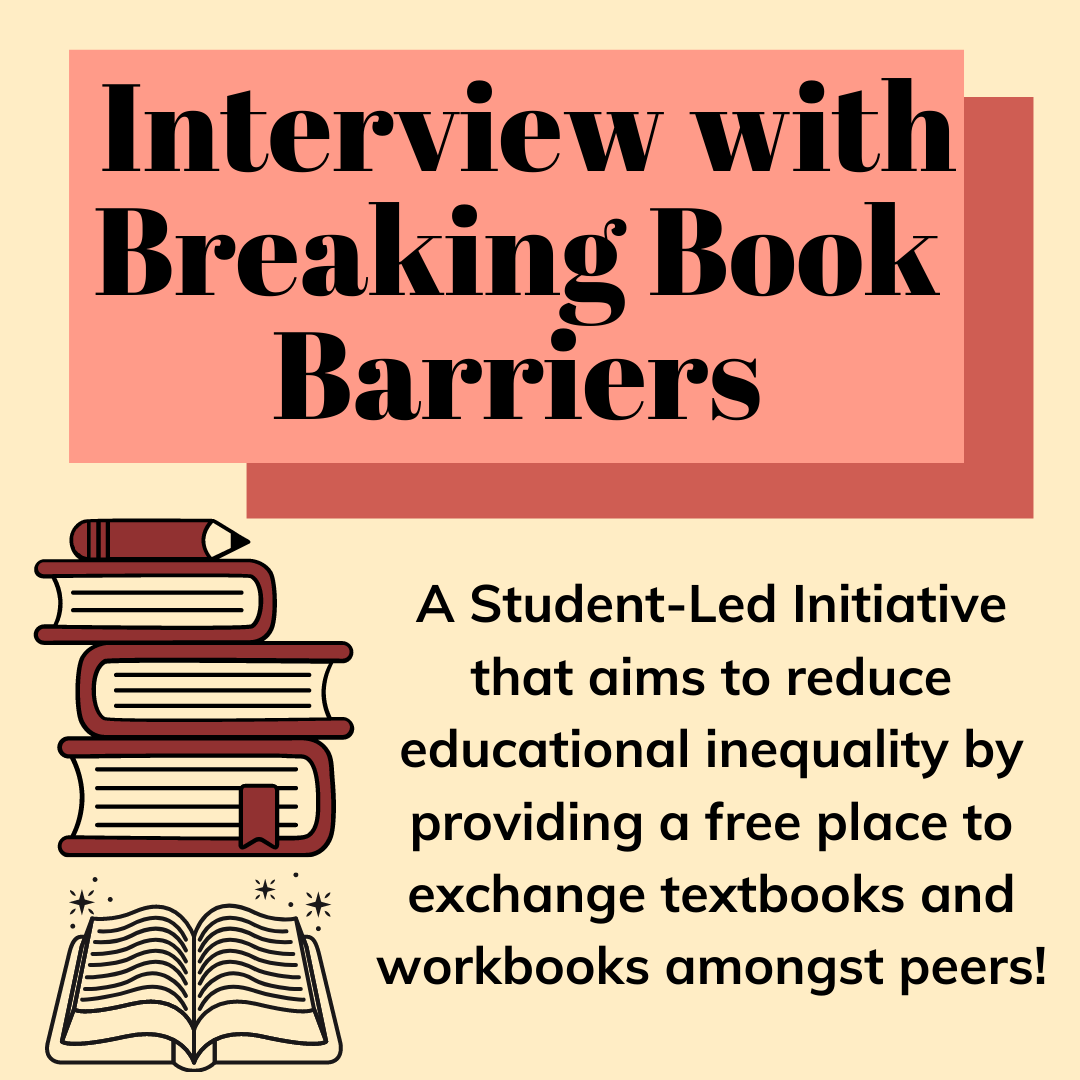 Interview with
Breaking Book
Barriers
A Student-Led Initiative
that aims to reduce
educational inequality by
providing a free place to
exchange textbooks and
workbooks amongst peers!